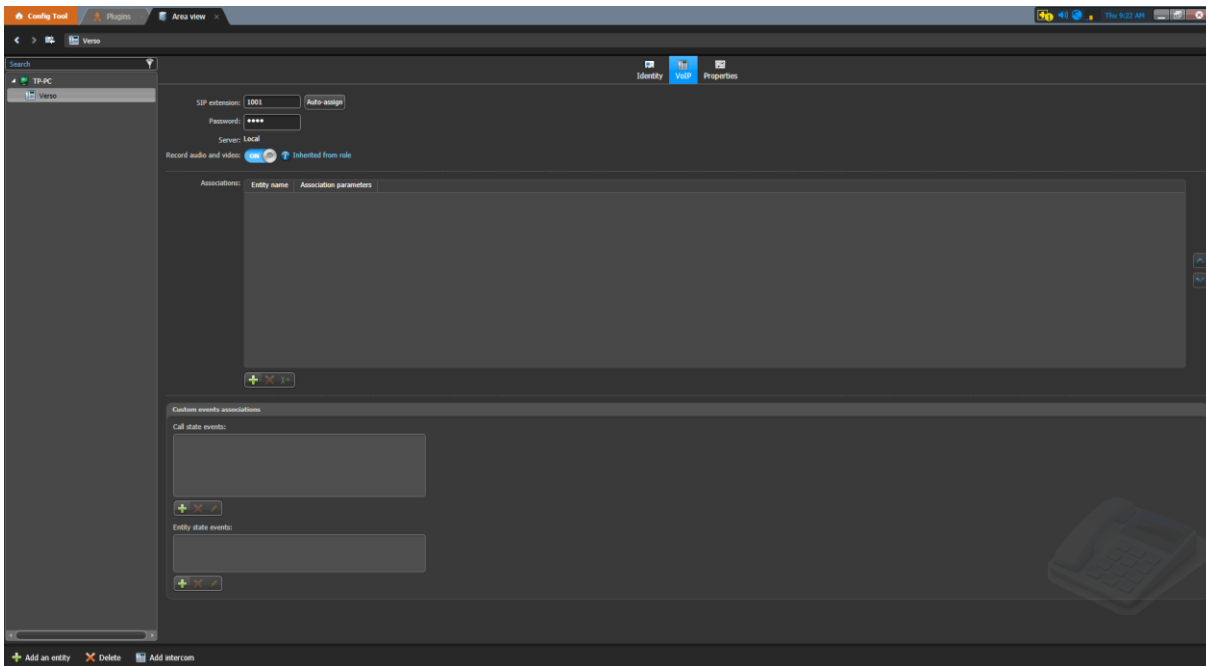 Config Tool
Plugins
Area view
Thu 9:22 AM
Verso
Search
TP-PC
Verso
Identity
VoIP
Properties
SIP extension: 1001 Auto-assign
Password: ••••
Server: Local
Record audio and video: ON Inherited from role
Associations: Entity name Association parameters
Custom events associations
Call state events:
Entity state events:
Add an entity Delete Add intercom